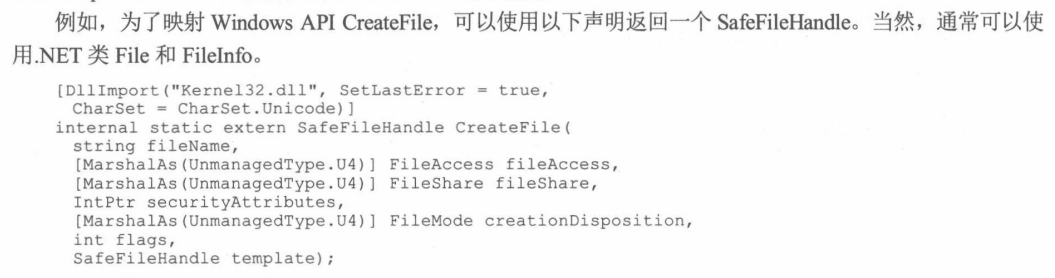 例如，为了映射 Windows API CreateFile，可以使用以下声明返回一个 SafeFileHandle。当然，通常可以使
用.NET 类 File 和 FileInfo。
[DllImport("Kernel32.dll", SetLastError = true,
  CharSet = CharSet.Unicode)]
internal static extern SafeFileHandle CreateFile(
  string fileName,
  [MarshalAs(UnmanagedType.U4)] FileAccess fileAccess,
  [MarshalAs(UnmanagedType.U4)] FileShare fileShare,
  IntPtr securityAttributes,
  [MarshalAs(UnmanagedType.U4)] FileMode creationDisposition,
  int flags,
  SafeFileHandle template);